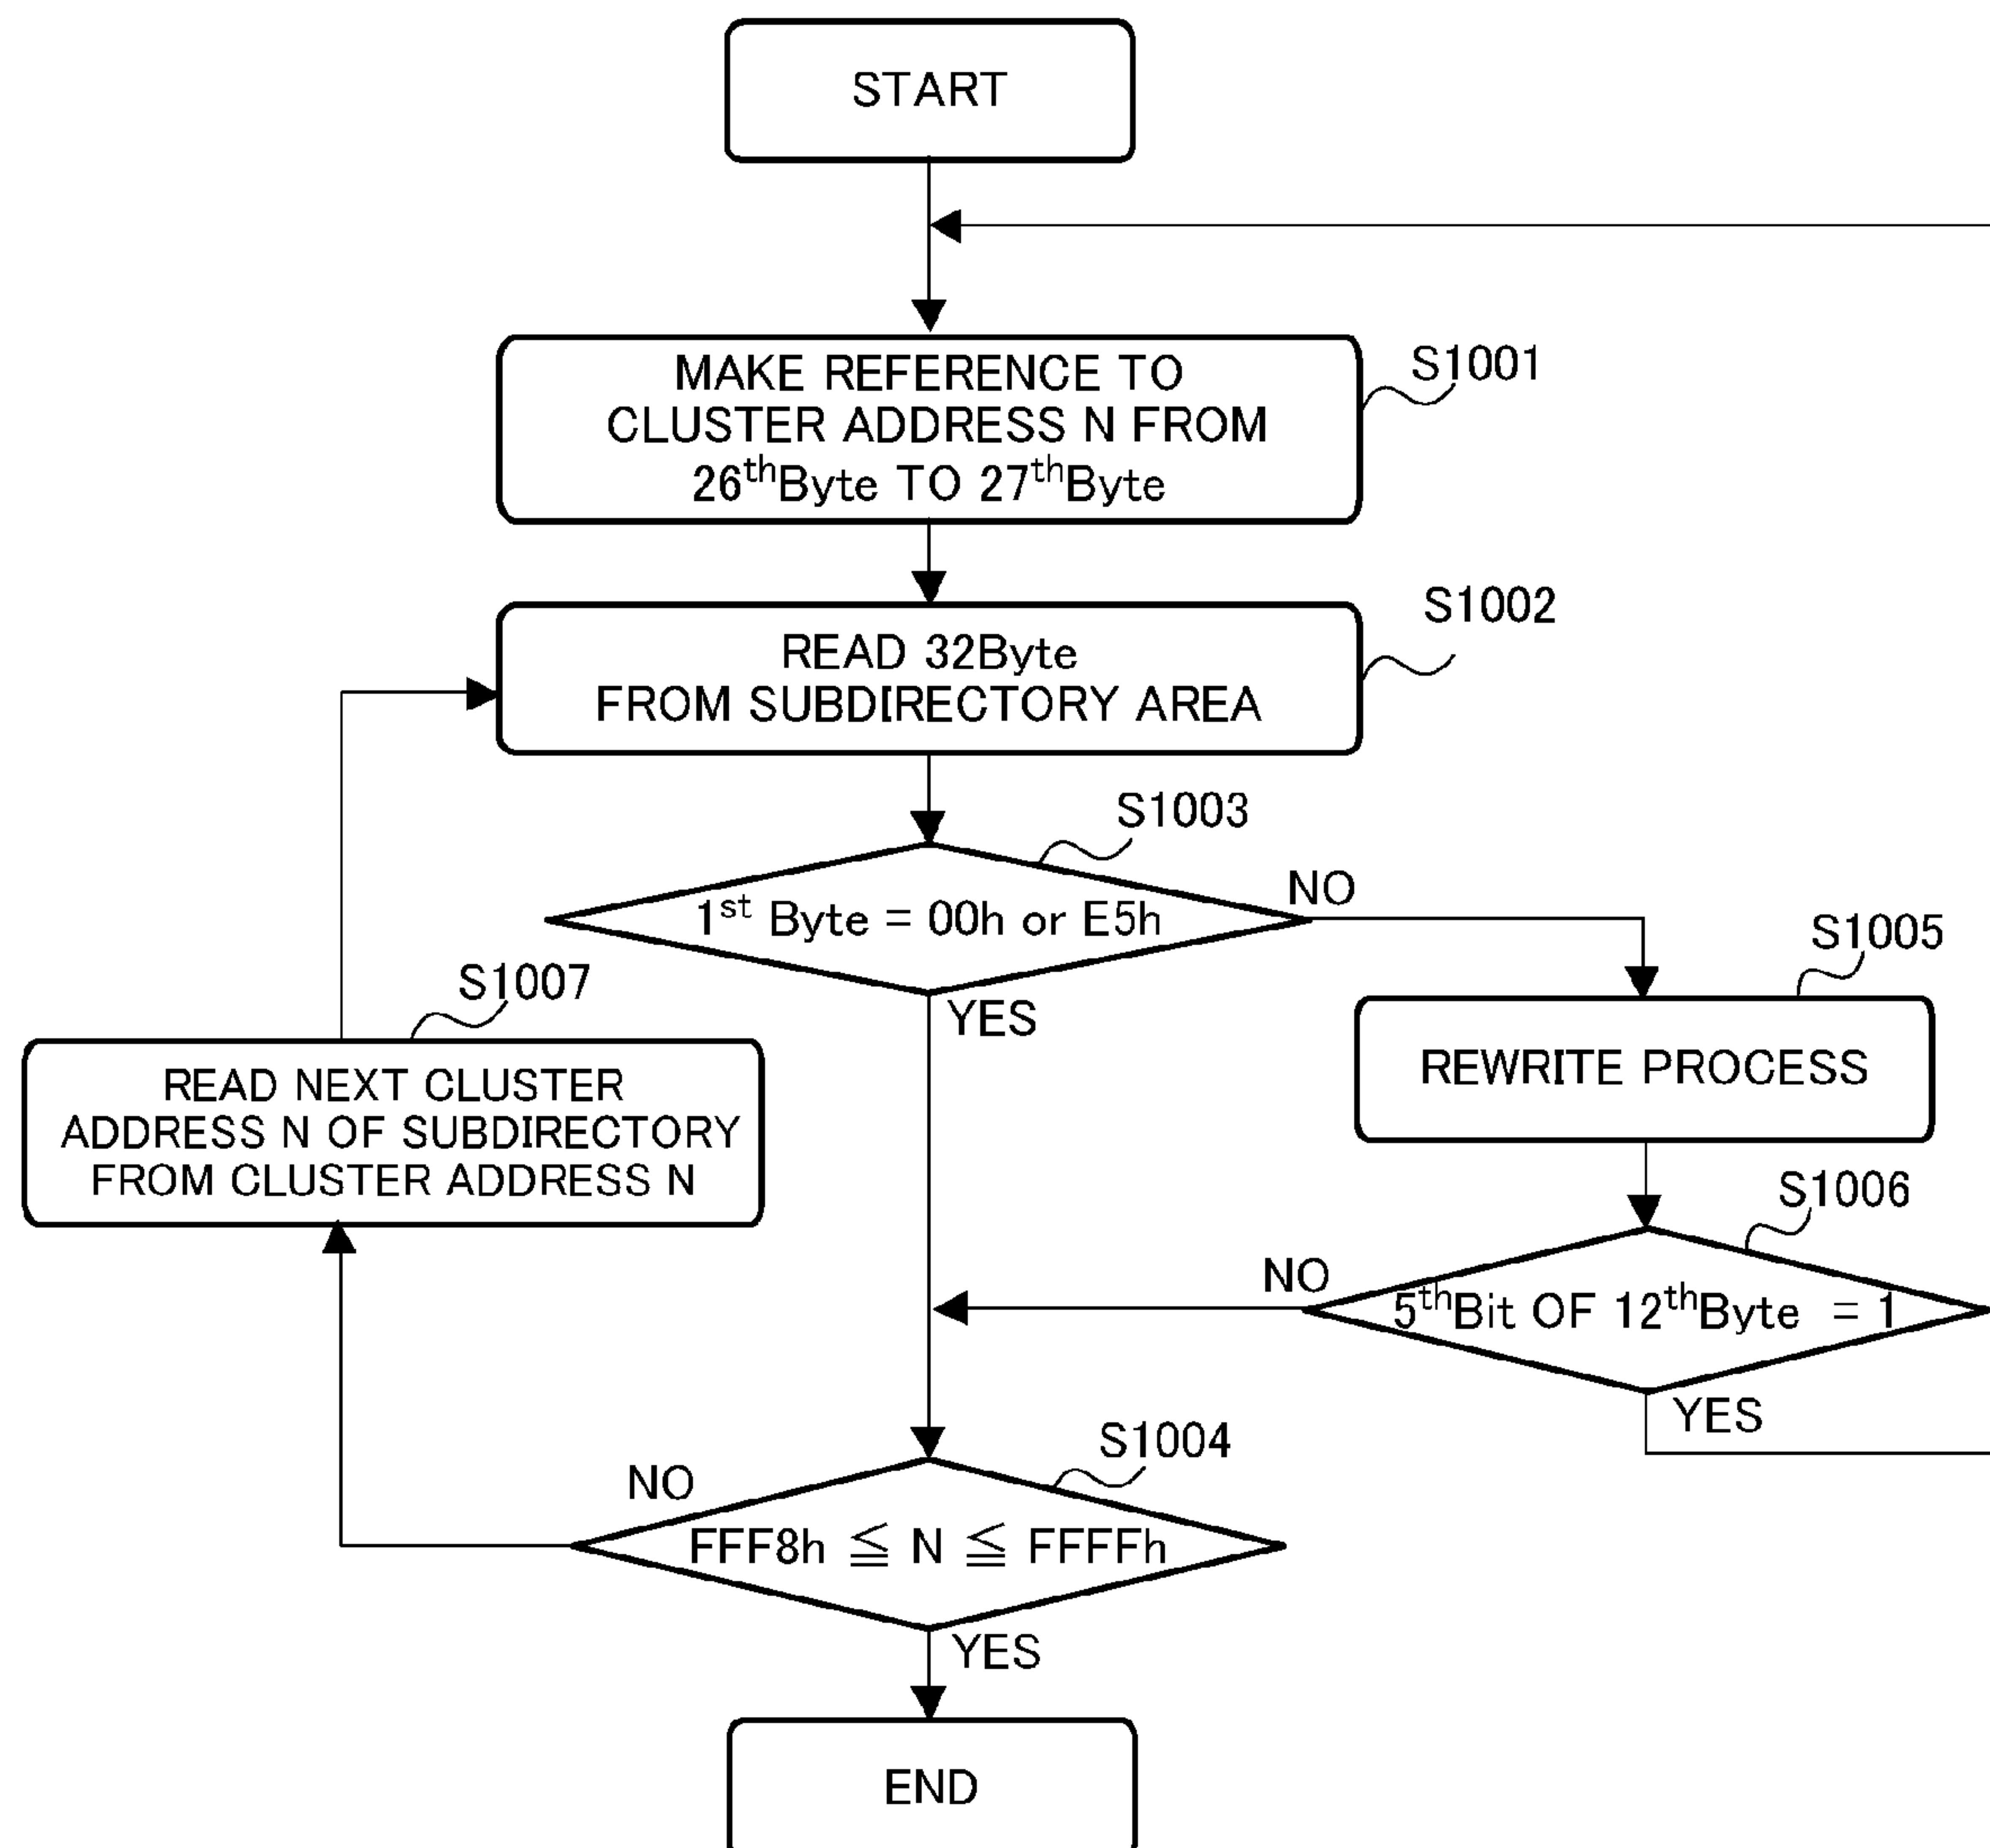 START
MAKE REFERENCE TO
CLUSTER ADDRESS N FROM
26thByte TO 27thByte
S1001
READ 32Byte
FROM SUBDIRECTORY AREA
S1002
S1003
1st Byte = 00h or E5h
NO
YES
S1005
REWRITE PROCESS
S1007
READ NEXT CLUSTER
ADDRESS N OF SUBDIRECTORY
FROM CLUSTER ADDRESS N
S1006
5thBit OF 12thByte = 1
NO
YES
S1004
FFF8h ≦ N ≦ FFFFh
NO
YES
END